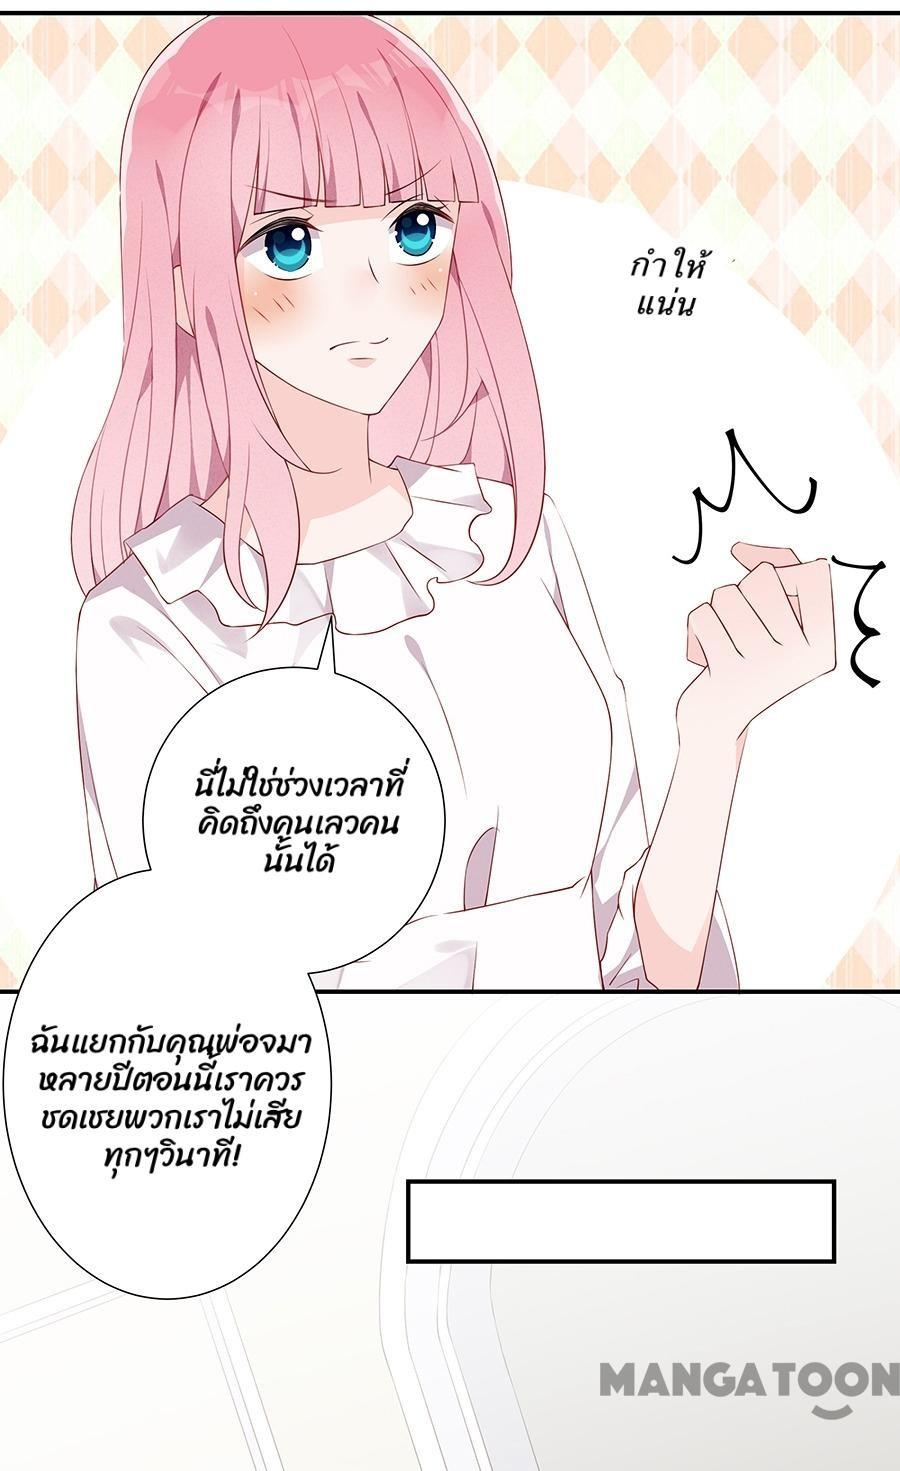 กำให้
แน่น
นี่ไม่ใช่ช่วงเวลาที่
คิดถึงคนเลวคน
นั้นได้
ฉันแยกกับคุณพ่อจมา
หลายปีตอนนี้เราควร
ชดเชยพวกเราไม่เสีย
ทุกๆวินาที!
MANGATOON